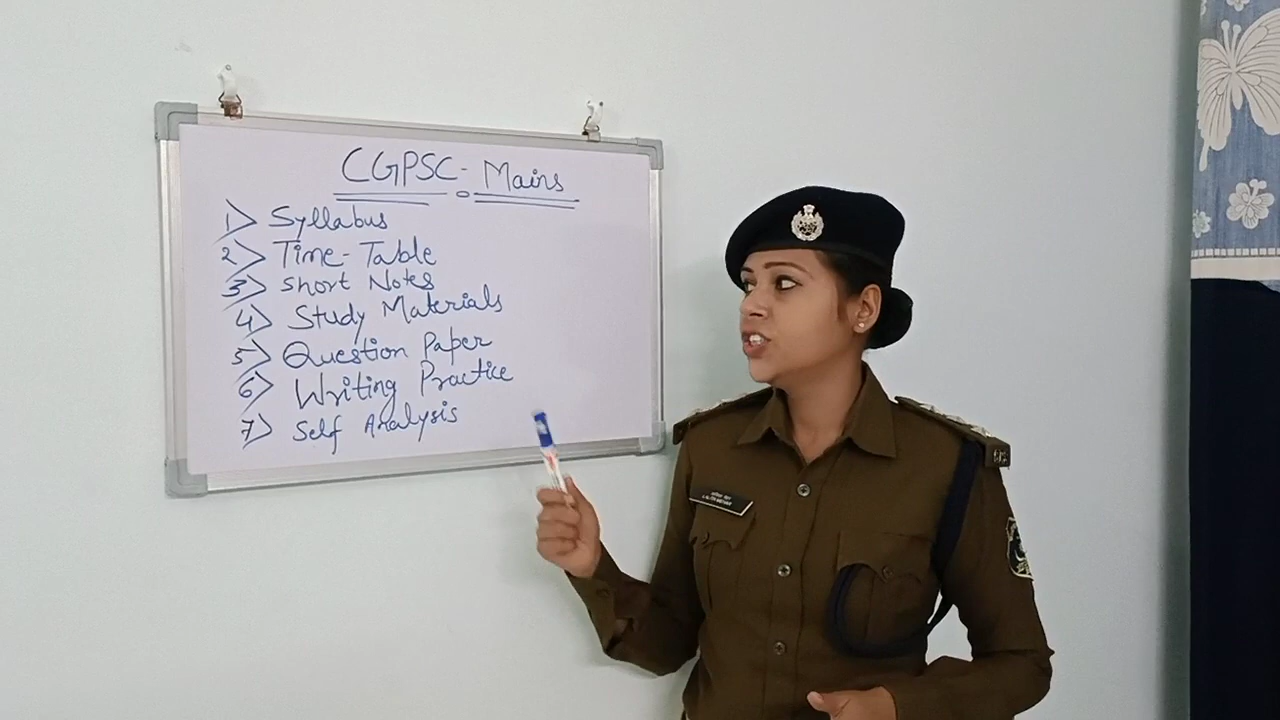 CGPSC - Mains
1> Syllabus
2> Time-Table
3> Short Notes
4> Study Materials
5> Question Paper
6> Writing Practice
7> Self Analysis